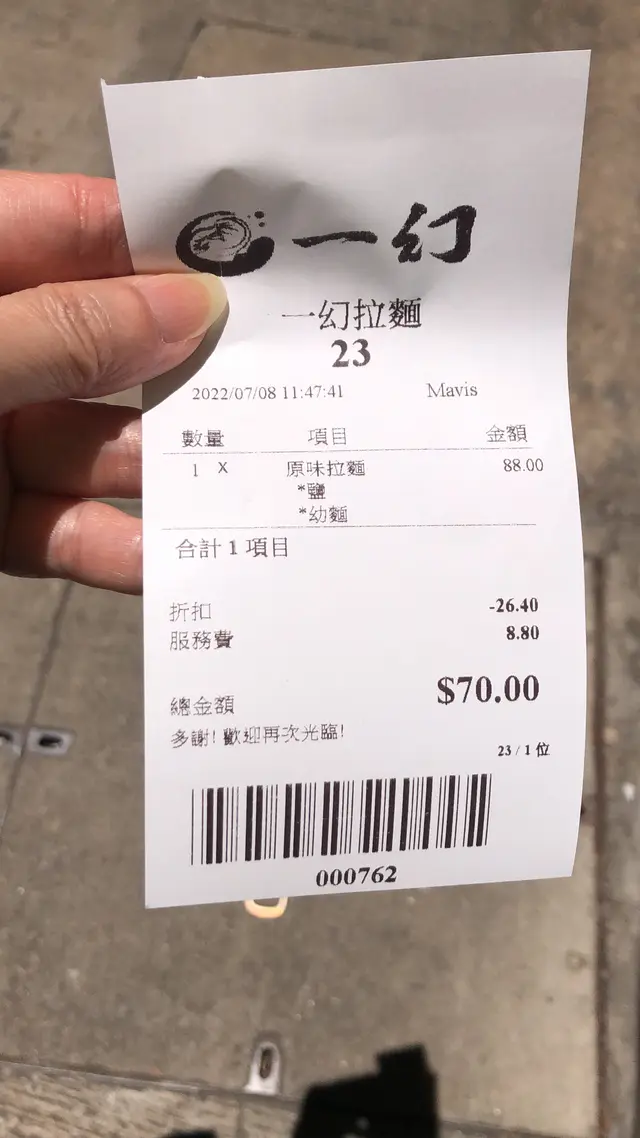 一幻
一幻拉麵
23
2022/07/08 11:47:41 Mavis
數量 項目 金額
1 X 原味拉麵 88.00
*鹽
*幼麵
合計 1 項目
折扣 -26.40
服務費 8.80
總金額 $70.00
多謝! 歡迎再次光臨!
23 / 1 位
000762